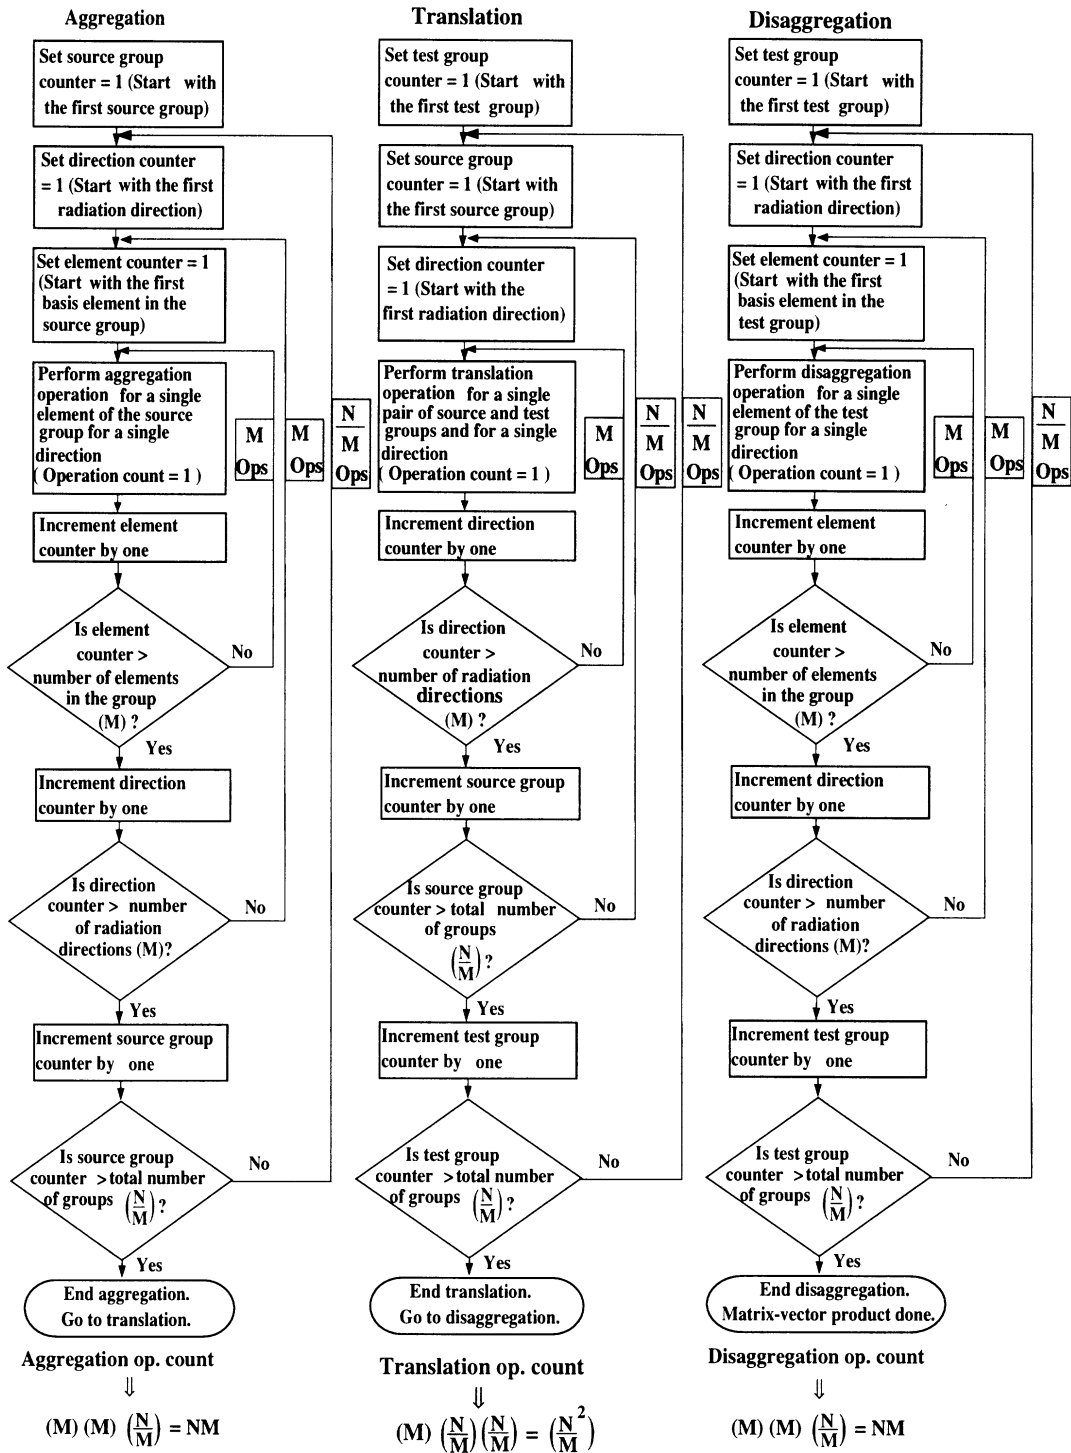 Aggregation
Set source group
counter = 1 (Start with
the first source group)
Set direction counter
= 1 (Start with the first
radiation direction)
Set element counter = 1
(Start with the first
basis element in the
source group)
Perform aggregation
operation for a single
element of the source
group for a single
direction
( Operation count = 1 )
M
Ops
M
Ops
N
M
Ops
Increment element
counter by one
Is element
counter >
number of elements
in the group
(M) ?
No
Yes
Increment direction
counter by one
Is direction
counter > number
of radiation
directions (M)?
No
Yes
Increment source group
counter by one
Is source group
counter > total number
of groups (N/M) ?
No
Yes
End aggregation.
Go to translation.
Aggregation op. count
⇓
(M) (M) (N/M) = NM
Translation
Set test group
counter = 1 (Start with
the first test group)
Set source group
counter = 1 (Start with
the first source group)
Set direction counter
= 1 (Start with the
first radiation direction)
Perform translation
operation for a single
pair of source and test
groups and for a single
direction
( Operation count = 1 )
M
Ops
N
M
Ops
N
M
Ops
Increment direction
counter by one
Is direction
counter >
number of radiation
directions
(M) ?
No
Yes
Increment source group
counter by one
Is source group
counter > total number
of groups
(N/M) ?
No
Yes
Increment test group
counter by one
Is test group
counter > total number
of groups (N/M) ?
No
Yes
End translation.
Go to disaggregation.
Translation op. count
⇓
(M) (N/M) (N/M) = (N²/M)
Disaggregation
Set test group
counter = 1 (Start with
the first test group)
Set direction counter
= 1 (Start with the first
radiation direction)
Set element counter = 1
(Start with the first
basis element in the
test group)
Perform disaggregation
operation for a single
element of the test
group for a single
direction
( Operation count = 1 )
M
Ops
M
Ops
N
M
Ops
Increment element
counter by one
Is element
counter >
number of elements
in the group
(M) ?
No
Yes
Increment direction
counter by one
Is direction
counter > number
of radiation
directions (M)?
No
Yes
Increment test group
counter by one
Is test group
counter > total number
of groups (N/M) ?
No
Yes
End disaggregation.
Matrix-vector product done.
Disaggregation op. count
⇓
(M) (M) (N/M) = NM